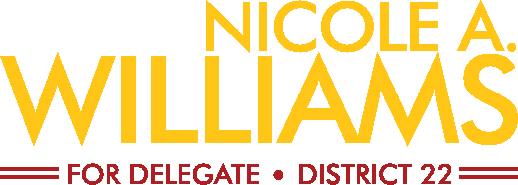 NICOLE A.
WILLIAMS
FOR DELEGATE • DISTRICT 22